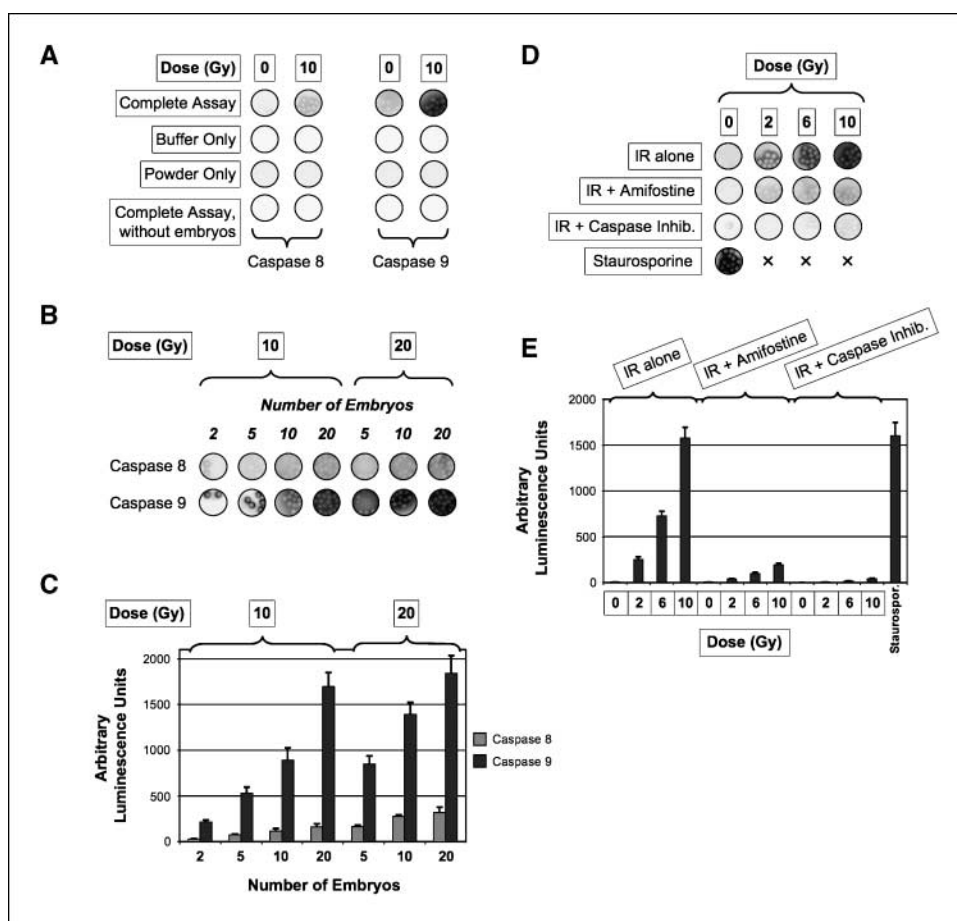 A
Dose (Gy) 0 10 0 10
Complete Assay
Buffer Only
Powder Only
Complete Assay,
without embryos
Caspase 8 Caspase 9
B
Dose (Gy) 10 20
Number of Embryos
2 5 10 20 5 10 20
Caspase 8
Caspase 9
C
Dose (Gy) 10 20
Arbitrary
Luminescence Units
2000
1500
1000
500
0
2 5 10 20 5 10 20
Number of Embryos
Caspase 8
Caspase 9
D
Dose (Gy)
0 2 6 10
IR alone
IR + Amifostine
IR + Caspase Inhib.
Staurosporine × × ×
E
IR alone
IR + Amifostine
IR + Caspase Inhib.
Arbitrary
Luminescence Units
2000
1500
1000
500
0
0 2 6 10 0 2 6 10 0 2 6 10
Staurospor.
Dose (Gy)